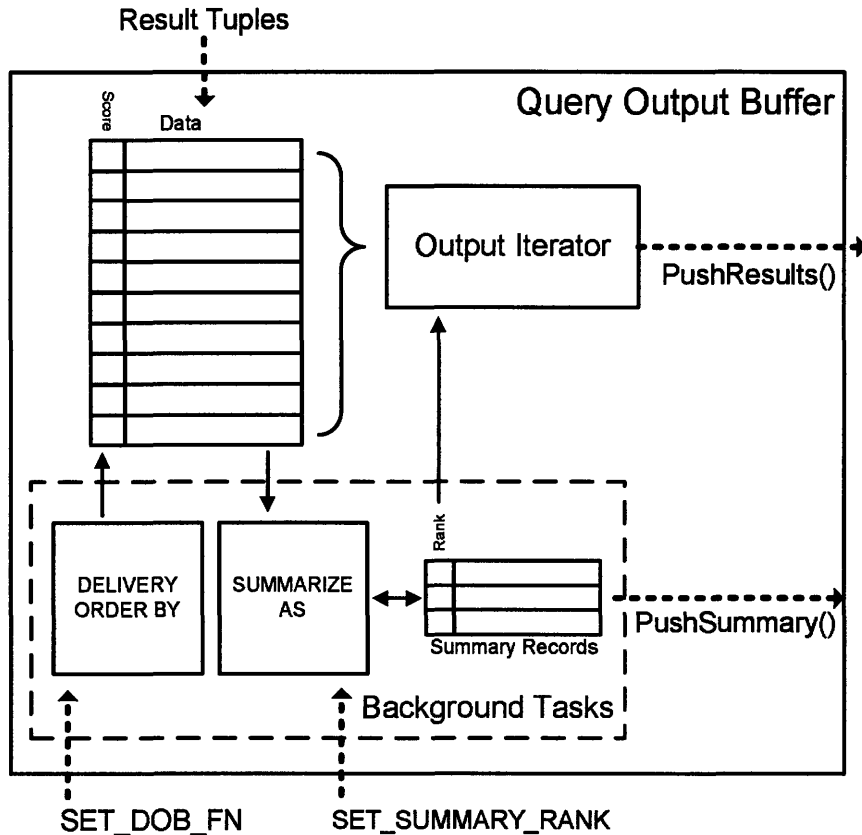 Result Tuples
Query Output Buffer
Score
Data
Output Iterator
PushResults()
Rank
DELIVERY
ORDER BY
SUMMARIZE
AS
Summary Records
PushSummary()
Background Tasks
SET_DOB_FN
SET_SUMMARY_RANK